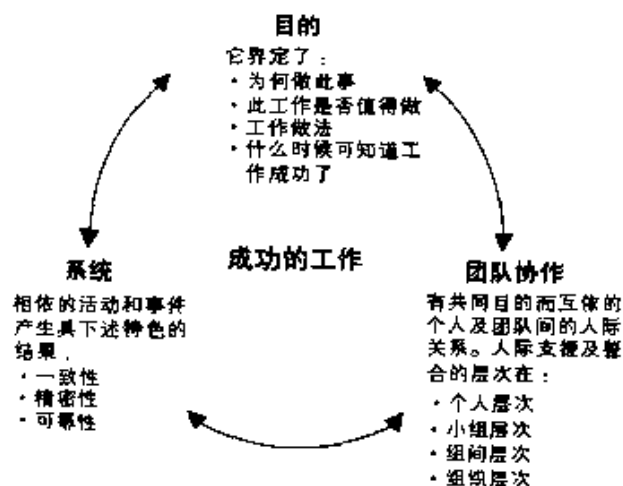 目的
它界定了：
·为何做此事
·此工作是否值得做
·工作做法
·什么时候可知道工
作成功了
成功的工作
系统
相依的活动和事件
产生具下述特色的
结果．
·一致性
·精密性
·可靠性
团队协作
有共同目的而互依的
个人及团队间的人际
关系。人际支援及整
合的层次在：
·个人层次
·小组层次
·组间层次
·组织层次